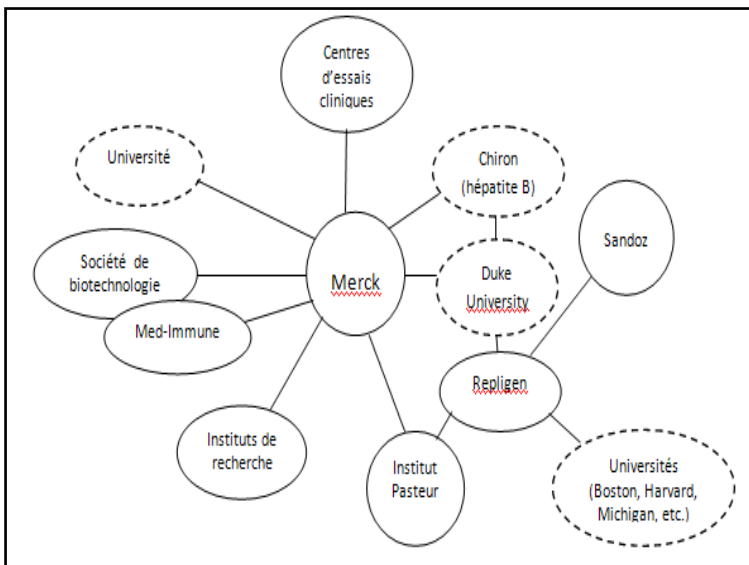 Centres
d'essais
cliniques
Université
Chiron
(hépatite B)
Sandoz
Société de
biotechnologie
Merck
Duke
University
Med-Immune
Repligen
Instituts de
recherche
Institut
Pasteur
Universités
(Boston, Harvard,
Michigan, etc.)